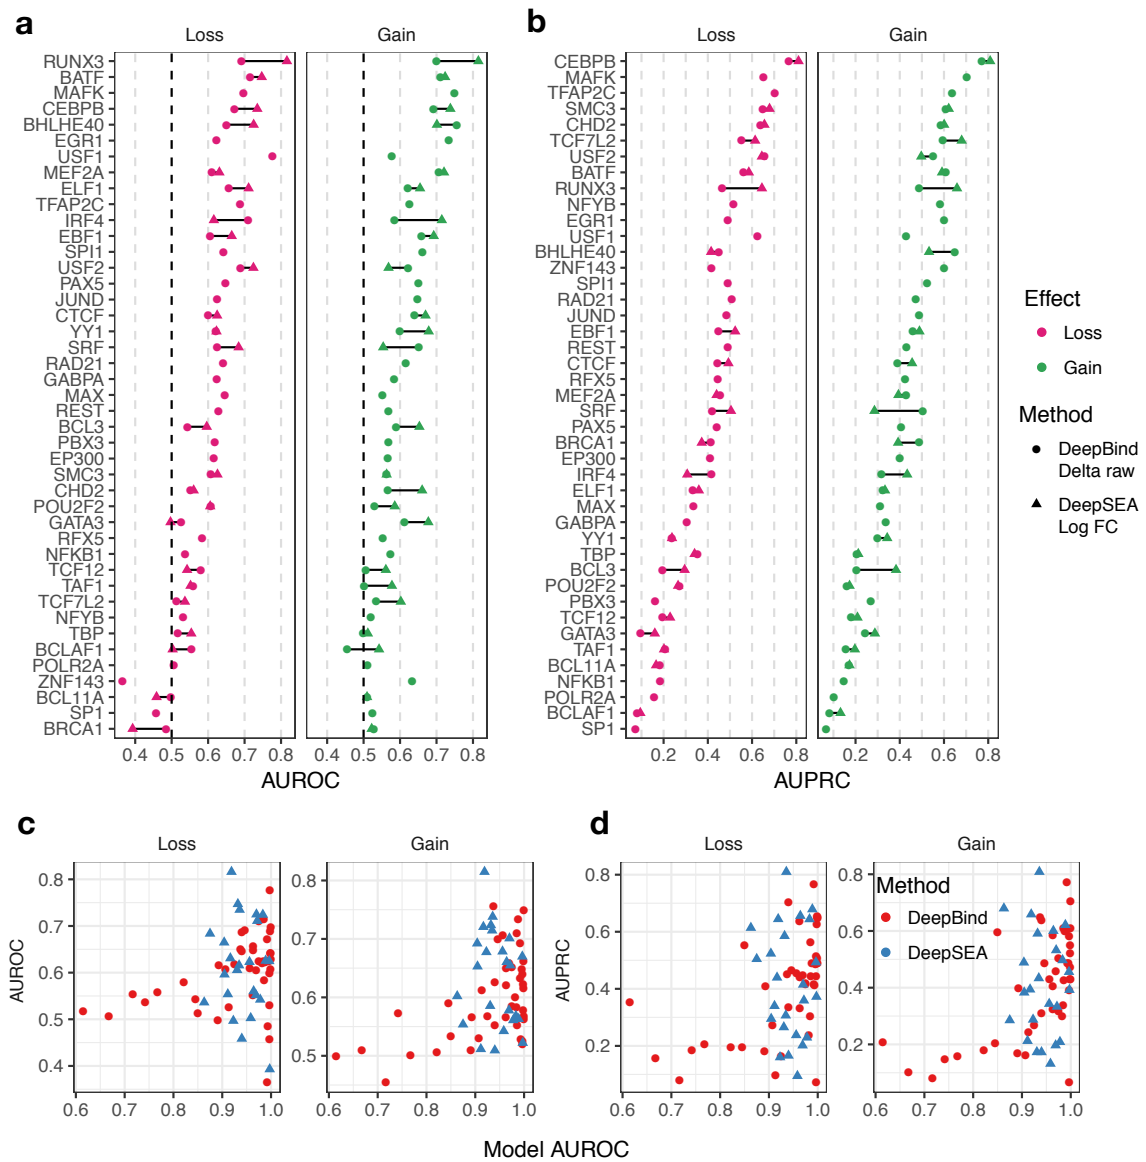 a
Loss
Gain
RUNX3
BATF
MAFK
CEBPB
BHLHE40
EGR1
USF1
MEF2A
ELF1
TFAP2C
IRF4
EBF1
SPI1
USF2
PAX5
JUND
CTCF
YY1
SRF
RAD21
GABPA
MAX
REST
BCL3
PBX3
EP300
SMC3
CHD2
POU2F2
GATA3
RFX5
NFKB1
TCF12
TAF1
TCF7L2
NFYB
TBP
BCLAF1
POLR2A
ZNF143
BCL11A
SP1
BRCA1
0.4 0.5 0.6 0.7 0.8
0.4 0.5 0.6 0.7 0.8
AUROC
b
Loss
Gain
CEBPB
MAFK
TFAP2C
SMC3
CHD2
TCF7L2
USF2
BATF
RUNX3
NFYB
EGR1
USF1
BHLHE40
ZNF143
SPI1
RAD21
JUND
EBF1
REST
CTCF
RFX5
MEF2A
SRF
PAX5
BRCA1
EP300
IRF4
ELF1
MAX
GABPA
YY1
TBP
BCL3
POU2F2
PBX3
TCF12
GATA3
TAF1
BCL11A
NFKB1
POLR2A
BCLAF1
SP1
0.2 0.4 0.6 0.8
0.2 0.4 0.6 0.8
AUPRC
Effect
Loss
Gain
Method
DeepBind
Delta raw
DeepSEA
Log FC
c
Loss
Gain
AUROC
0.8
0.7
0.6
0.5
0.4
0.6 0.7 0.8 0.9 1.0
0.8
0.7
0.6
0.5
0.6 0.7 0.8 0.9 1.0
d
Loss
Gain
AUPRC
0.8
0.6
0.4
0.2
0.6 0.7 0.8 0.9 1.0
0.8
0.6
0.4
0.2
0.6 0.7 0.8 0.9 1.0
Method
DeepBind
DeepSEA
Model AUROC